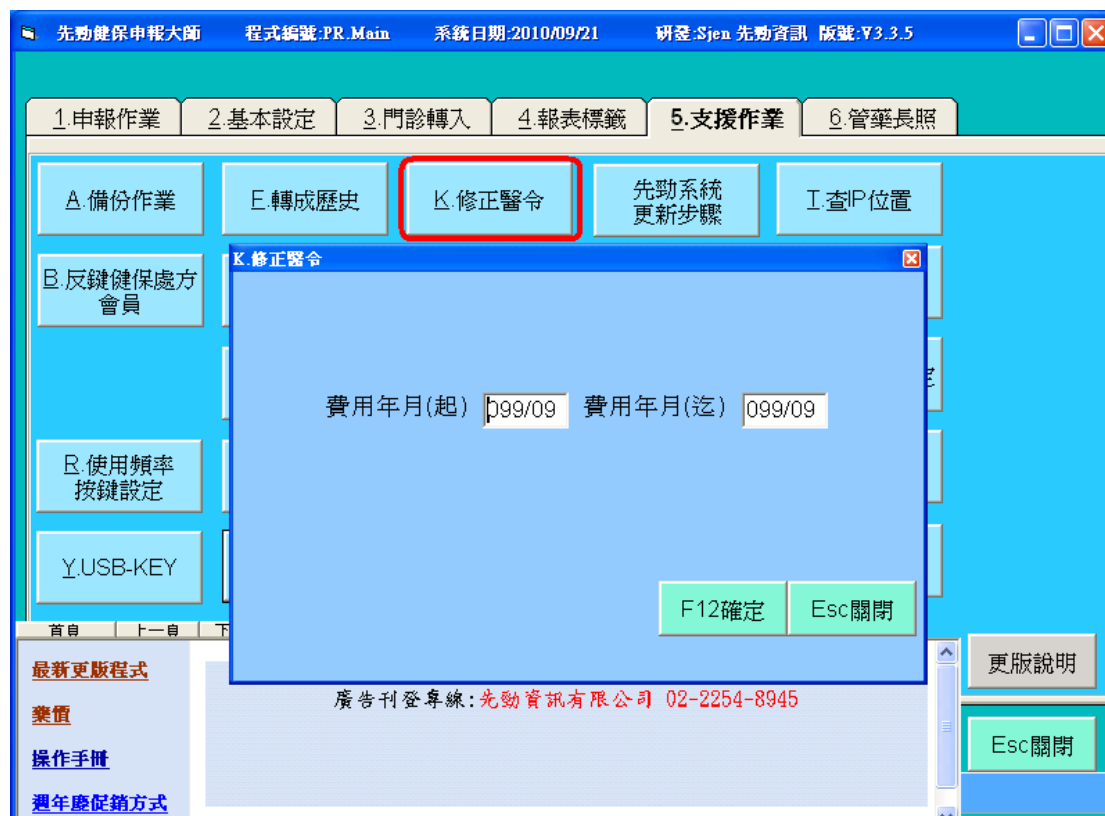 先勁健保申報大師 程式編號:PR.Main 系統日期:2010/09/21 研發:Sjen 先勁資訊 版號:V3.3.5
1.申報作業 2.基本設定 3.門診轉入 4.報表標籤 5.支援作業 6.管藥長照
A.備份作業 E.轉成歷史 K.修正醫令 先勁系統 I.查IP位置
更新步驟
B.反鍵健保處方
會員
K.修正醫令
費用年月(起) 099/09 費用年月(迄) 099/09
R.使用頻率
按鍵設定
Y.USB-KEY
F12確定 Esc關閉
首頁 上一頁 下
最新更版程式
廣告刊登專線:先勁資訊有限公司 02-2254-8945
更版說明
藥價
操作手冊
Esc關閉
週年慶促銷方式